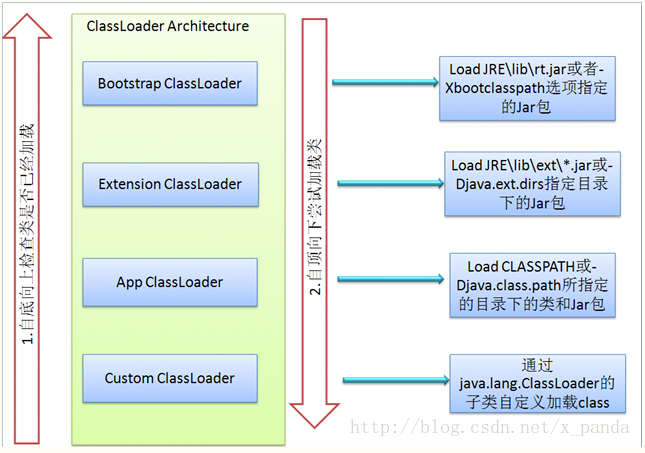 ClassLoader Architecture
1.自底向上检查类是否已经加载
Bootstrap ClassLoader
Extension ClassLoader
App ClassLoader
Custom ClassLoader
2.自顶向下尝试加载类
Load JRE\lib\rt.jar或者-
Xbootclasspath选项指定
的Jar包
Load JRE\lib\ext\*.jar或-
Djava.ext.dirs指定目录
下的Jar包
Load CLASSPATH或-
Djava.class.path所指定
的目录下的类和Jar包
通过
java.lang.ClassLoader的
子类自定义加载class
http://blog.csdn.net/x_panda